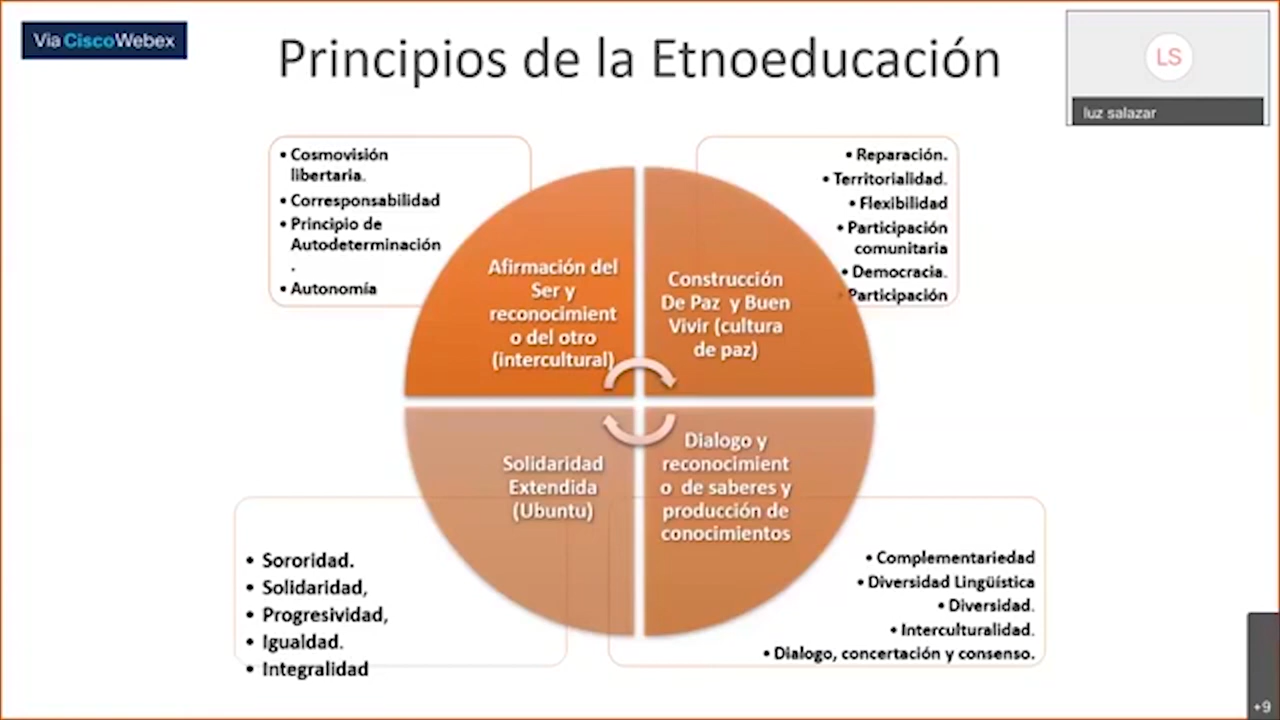 Via CiscoWebex
Principios de la Etnoeducación
LS
luz salazar
• Cosmovisión
libertaria.
• Corresponsabilidad
• Principio de
Autodeterminación
.
• Autonomía
• Reparación.
• Territorialidad.
• Flexibilidad
• Participación
comunitaria
• Democracia.
• Participación
Afirmación del
Ser y
reconocimient
o del otro
(intercultural)
Construcción
De Paz y Buen
Vivir (cultura
de paz)
Solidaridad
Extendida
(Ubuntu)
Dialogo y
reconocimient
o de saberes y
producción de
conocimientos
• Sororidad.
• Solidaridad,
• Progresividad,
• Igualdad.
• Integralidad
• Complementariedad
• Diversidad Lingüística
• Diversidad.
• Interculturalidad.
• Dialogo, concertación y consenso.
+9